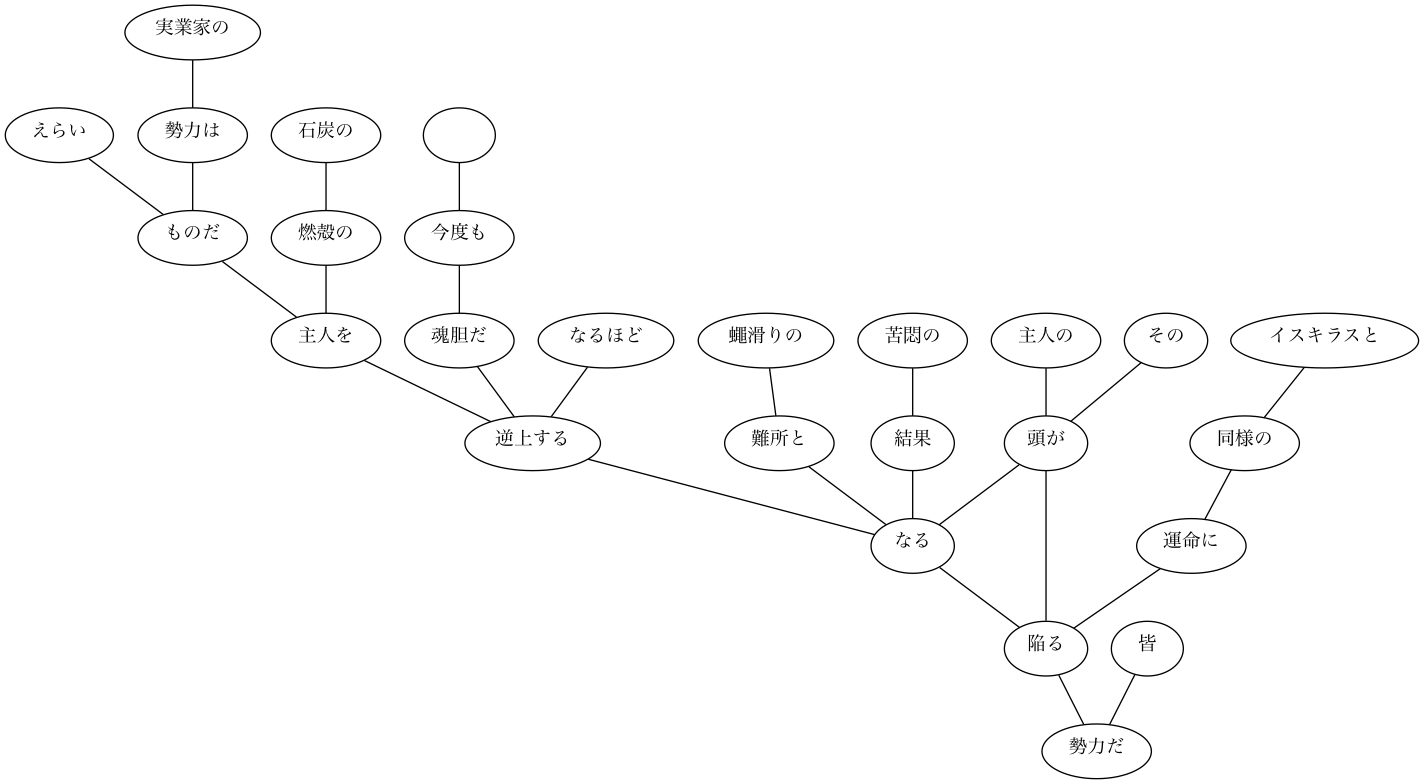 実業家の
えらい
勢力は
石炭の
ものだ
燃殻の
今度も
主人を
魂胆だ
なるほど
蠅滑りの
苦悶の
主人の
その
イスキラスと
逆上する
難所と
結果
頭が
同様の
なる
運命に
陥る
皆
勢力だ